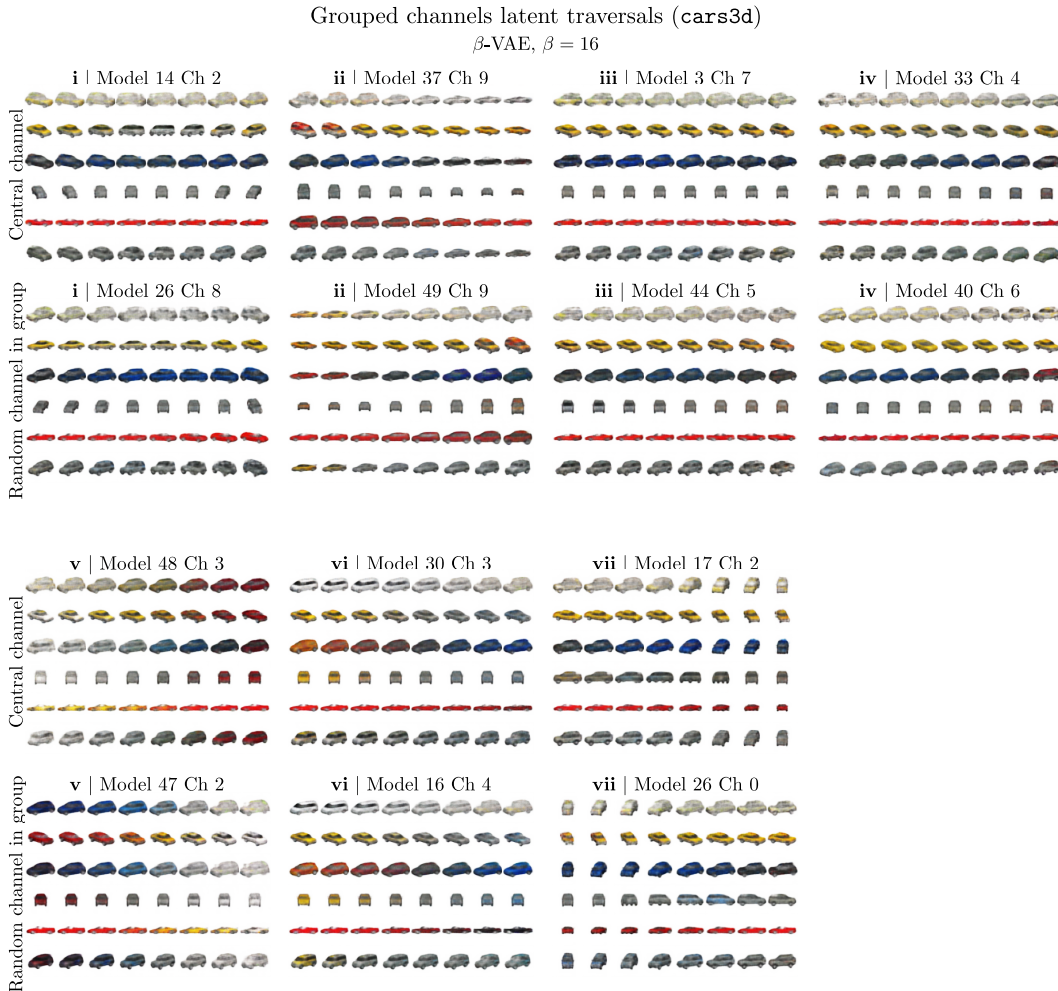 Grouped channels latent traversals (cars3d)
β-VAE, β = 16
Central channel
i | Model 14 Ch 2
ii | Model 37 Ch 9
iii | Model 3 Ch 7
iv | Model 33 Ch 4
Random channel in group
i | Model 26 Ch 8
ii | Model 49 Ch 9
iii | Model 44 Ch 5
iv | Model 40 Ch 6
Central channel
v | Model 48 Ch 3
vi | Model 30 Ch 3
vii | Model 17 Ch 2
Random channel in group
v | Model 47 Ch 2
vi | Model 16 Ch 4
vii | Model 26 Ch 0